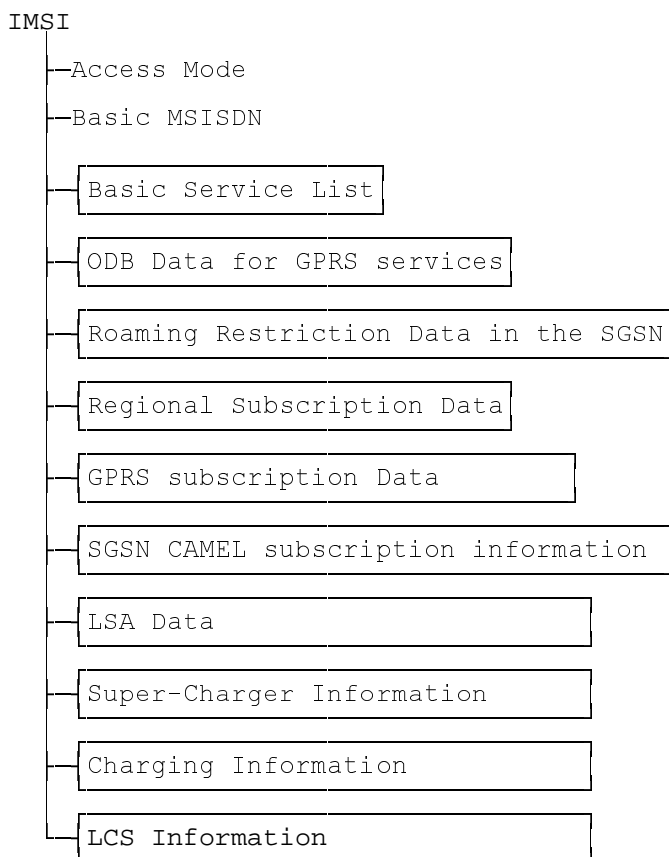 IMSI
Access Mode
Basic MSISDN
Basic Service List
ODB Data for GPRS services
Roaming Restriction Data in the SGSN
Regional Subscription Data
GPRS subscription Data
SGSN CAMEL subscription information
LSA Data
Super-Charger Information
Charging Information
LCS Information